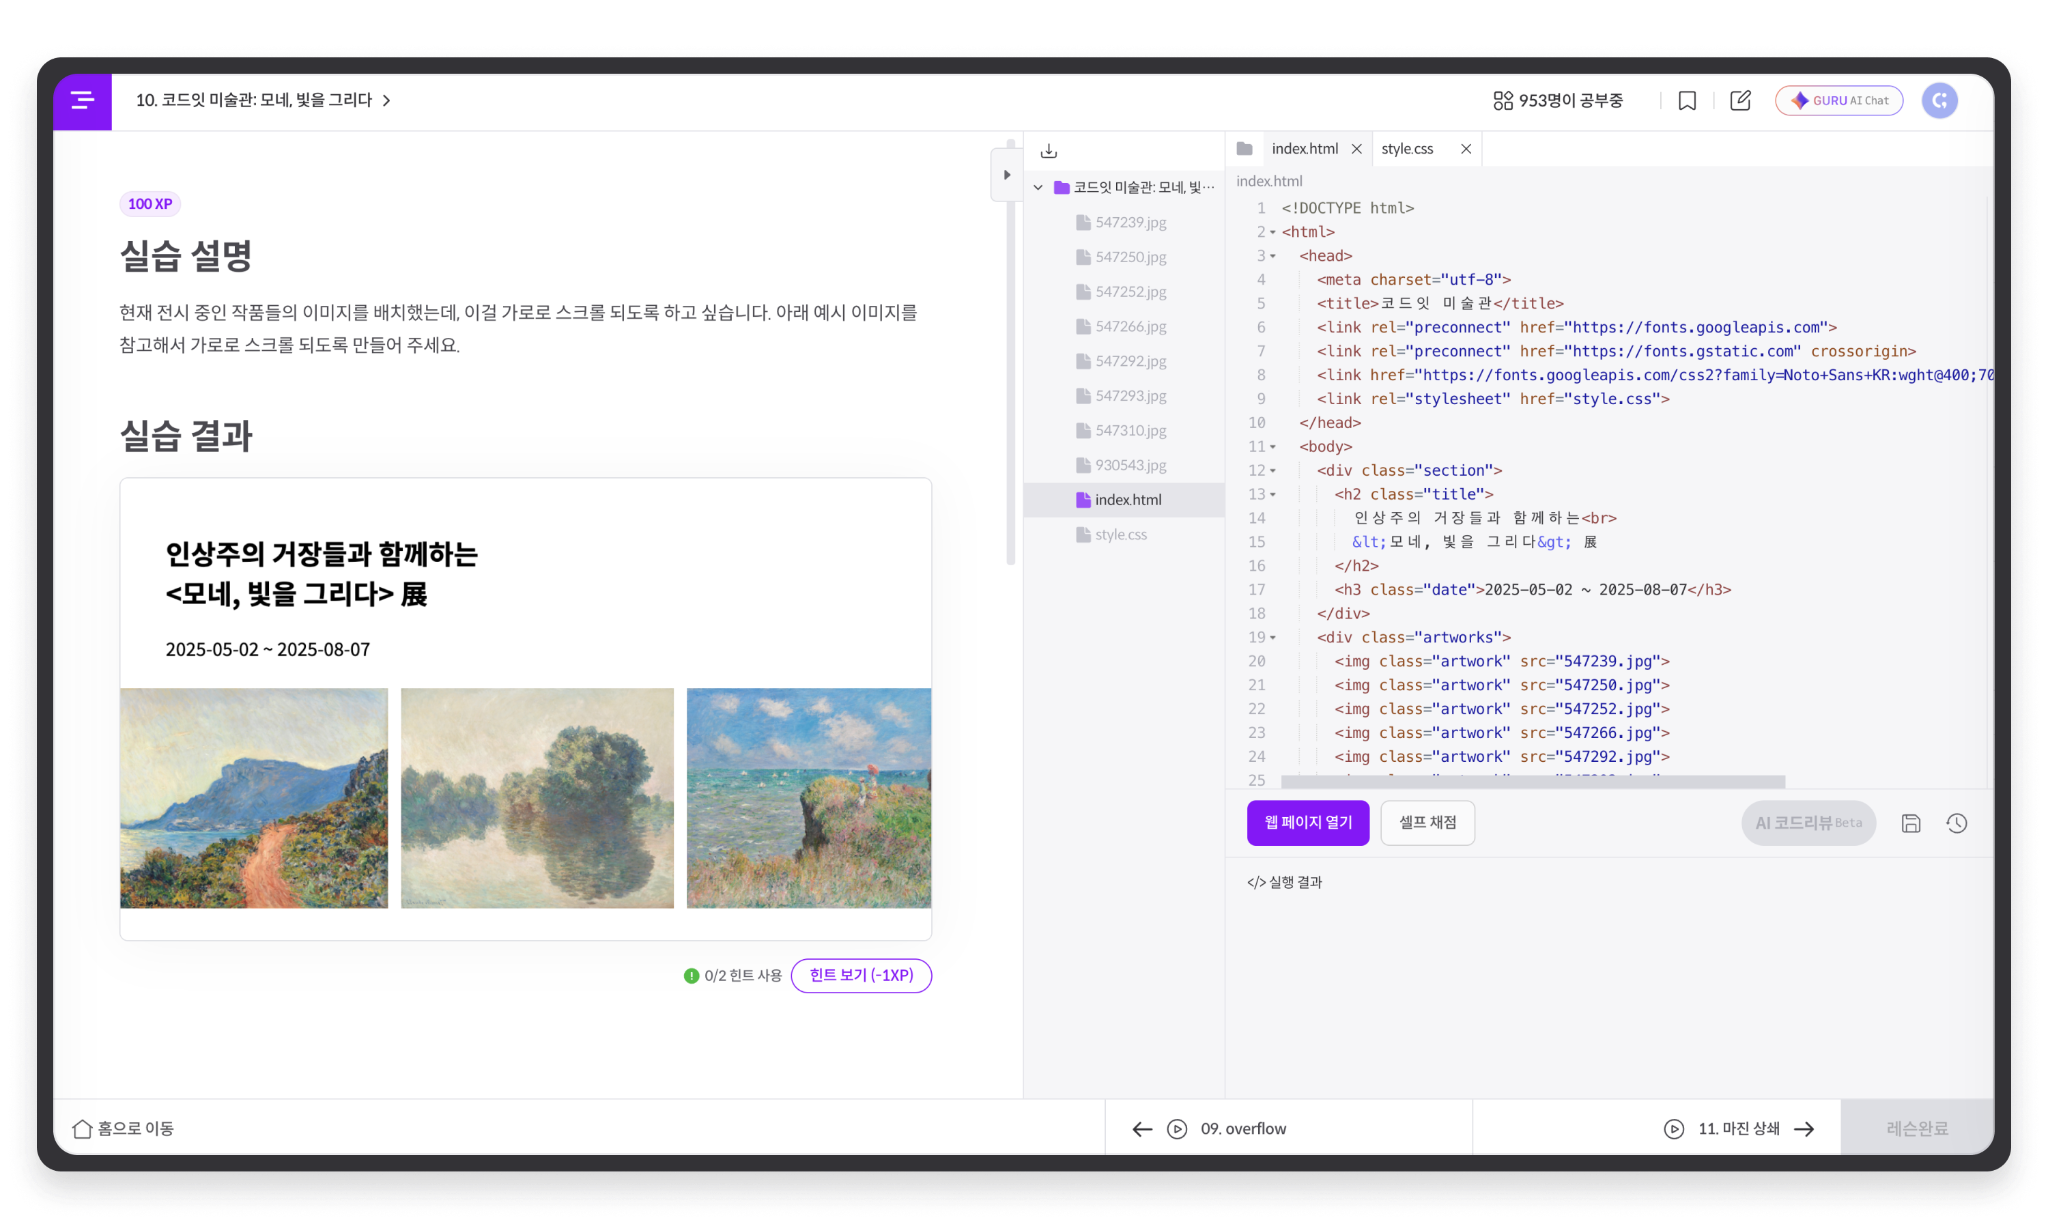 10. 코드잇 미술관: 모네, 빛을 그리다
953명이 공부중
GURU AI Chat
100 XP
실습 설명
현재 전시 중인 작품들의 이미지를 배치했는데, 이걸 가로로 스크롤 되도록 하고 싶습니다. 아래 예시 이미지를
참고해서 가로로 스크롤 되도록 만들어 주세요.
실습 결과
인상주의 거장들과 함께하는
<모네, 빛을 그리다> 展
2025-05-02 ~ 2025-08-07
0/2 힌트 사용
힌트 보기 (-1XP)
코드잇 미술관: 모네, 빛…
547239.jpg
547250.jpg
547252.jpg
547266.jpg
547292.jpg
547293.jpg
547310.jpg
930543.jpg
index.html
style.css
index.html
style.css
index.html
1 <!DOCTYPE html>
2 <html>
3 <head>
4 <meta charset="utf-8">
5 <title>코드잇 미술관</title>
6 <link rel="preconnect" href="https://fonts.googleapis.com">
7 <link rel="preconnect" href="https://fonts.gstatic.com" crossorigin>
8 <link href="https://fonts.googleapis.com/css2?family=Noto+Sans+KR:wght@400;70
9 <link rel="stylesheet" href="style.css">
10 </head>
11 <body>
12 <div class="section">
13 <h2 class="title">
14 인상주의 거장들과 함께하는<br>
15 &lt;모네, 빛을 그리다&gt; 展
16 </h2>
17 <h3 class="date">2025-05-02 ~ 2025-08-07</h3>
18 </div>
19 <div class="artworks">
20 <img class="artwork" src="547239.jpg">
21 <img class="artwork" src="547250.jpg">
22 <img class="artwork" src="547252.jpg">
23 <img class="artwork" src="547266.jpg">
24 <img class="artwork" src="547292.jpg">
25
웹 페이지 열기
셀프 채점
AI 코드리뷰 Beta
</> 실행 결과
홈으로 이동
09. overflow
11. 마진 상쇄
레슨완료